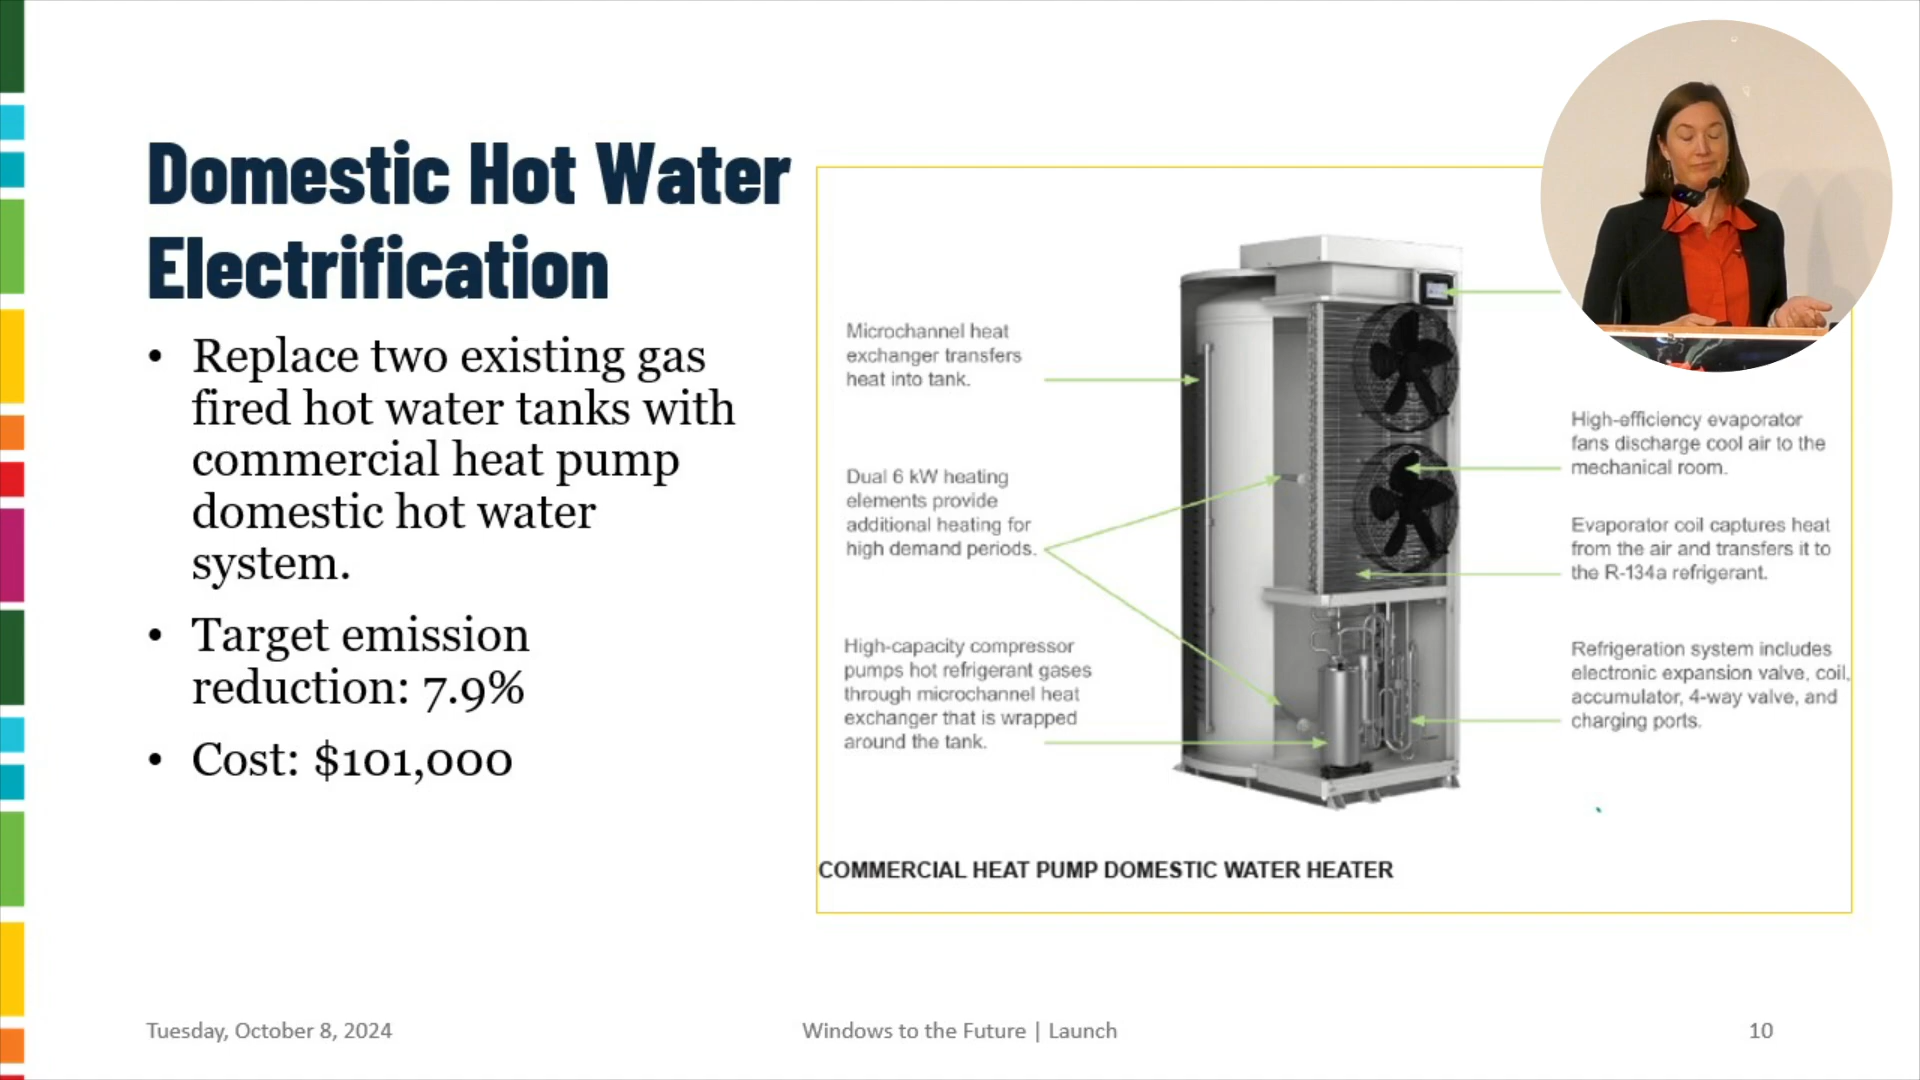 Domestic Hot Water
Electrification
• Replace two existing gas
fired hot water tanks with
commercial heat pump
domestic hot water
system.
• Target emission
reduction: 7.9%
• Cost: $101,000
Microchannel heat
exchanger transfers
heat into tank.
Dual 6 kW heating
elements provide
additional heating for
high demand periods.
High-capacity compressor
pumps hot refrigerant gases
through microchannel heat
exchanger that is wrapped
around the tank.
High-efficiency evaporator
fans discharge cool air to the
mechanical room.
Evaporator coil captures heat
from the air and transfers it to
the R-134a refrigerant.
Refrigeration system includes
electronic expansion valve, coil,
accumulator, 4-way valve, and
charging ports.
COMMERCIAL HEAT PUMP DOMESTIC WATER HEATER
Tuesday, October 8, 2024
Windows to the Future | Launch
10